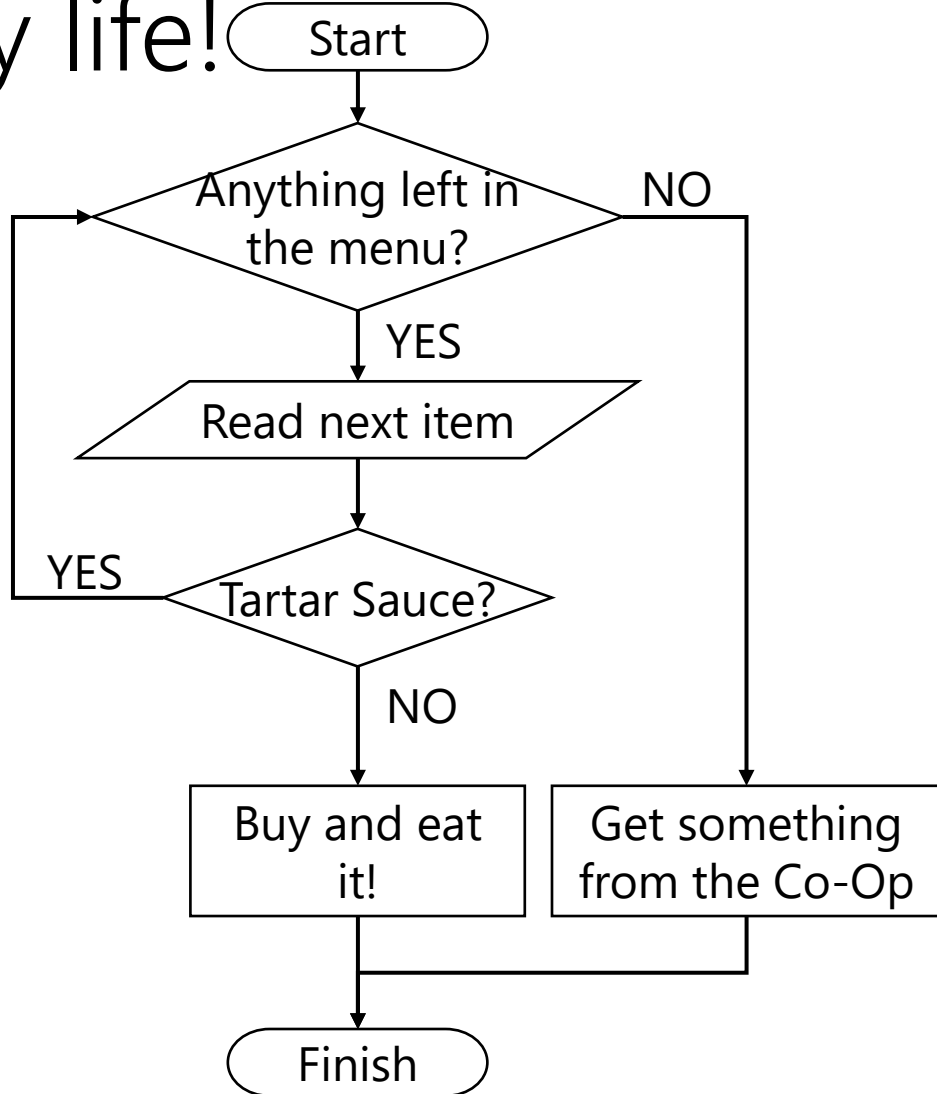 y life!
Start
Anything left in
the menu?
NO
YES
Read next item
YES
Tartar Sauce?
NO
Buy and eat
it!
Get something
from the Co-Op
Finish